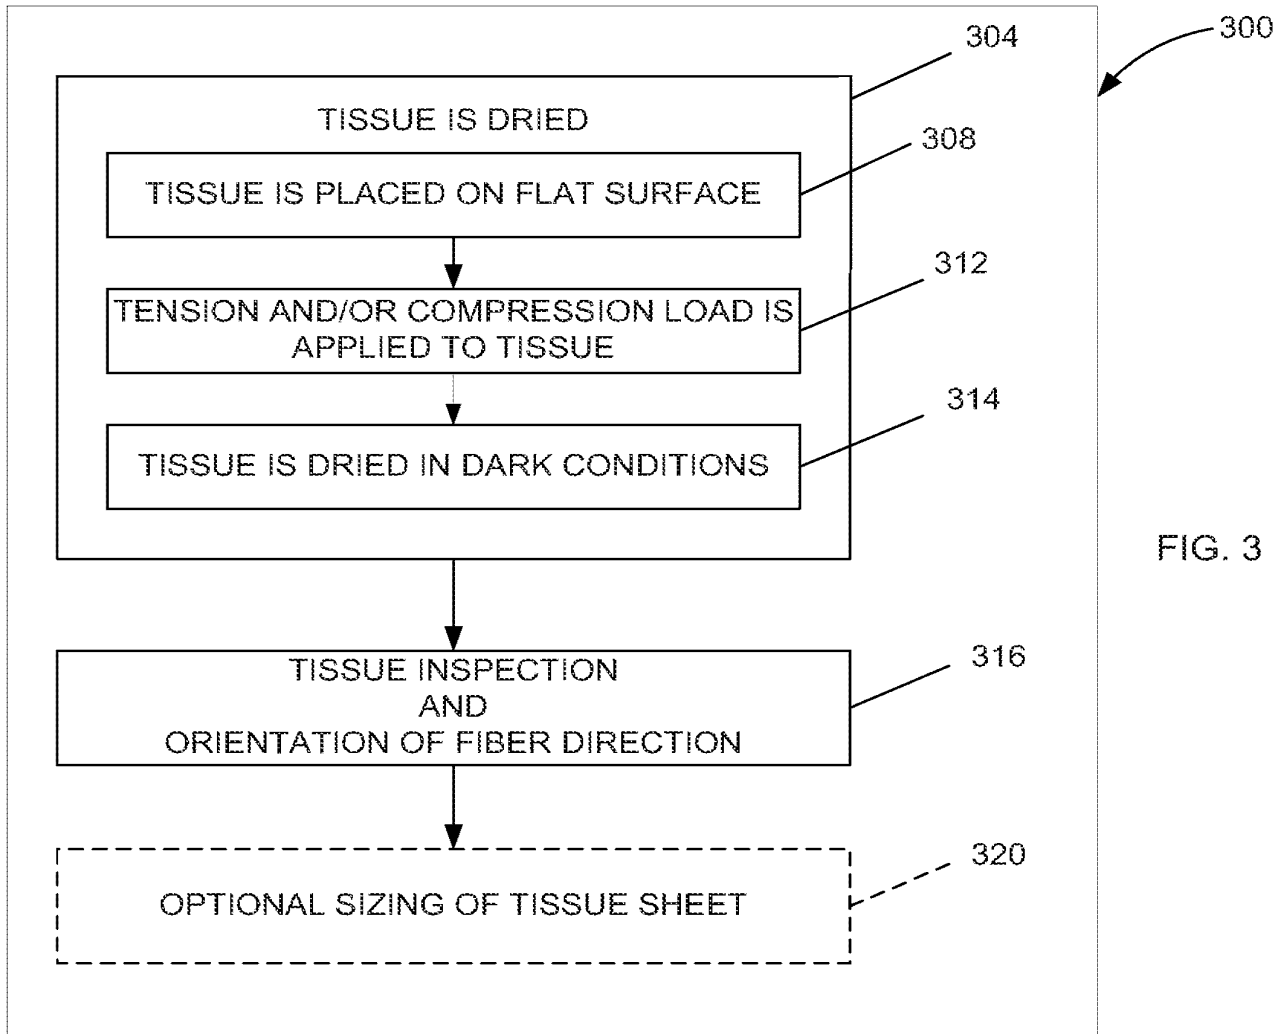 300
304
TISSUE IS DRIED
308
TISSUE IS PLACED ON FLAT SURFACE
312
TENSION AND/OR COMPRESSION LOAD IS
APPLIED TO TISSUE
314
TISSUE IS DRIED IN DARK CONDITIONS
FIG. 3
316
TISSUE INSPECTION
AND
ORIENTATION OF FIBER DIRECTION
320
OPTIONAL SIZING OF TISSUE SHEET